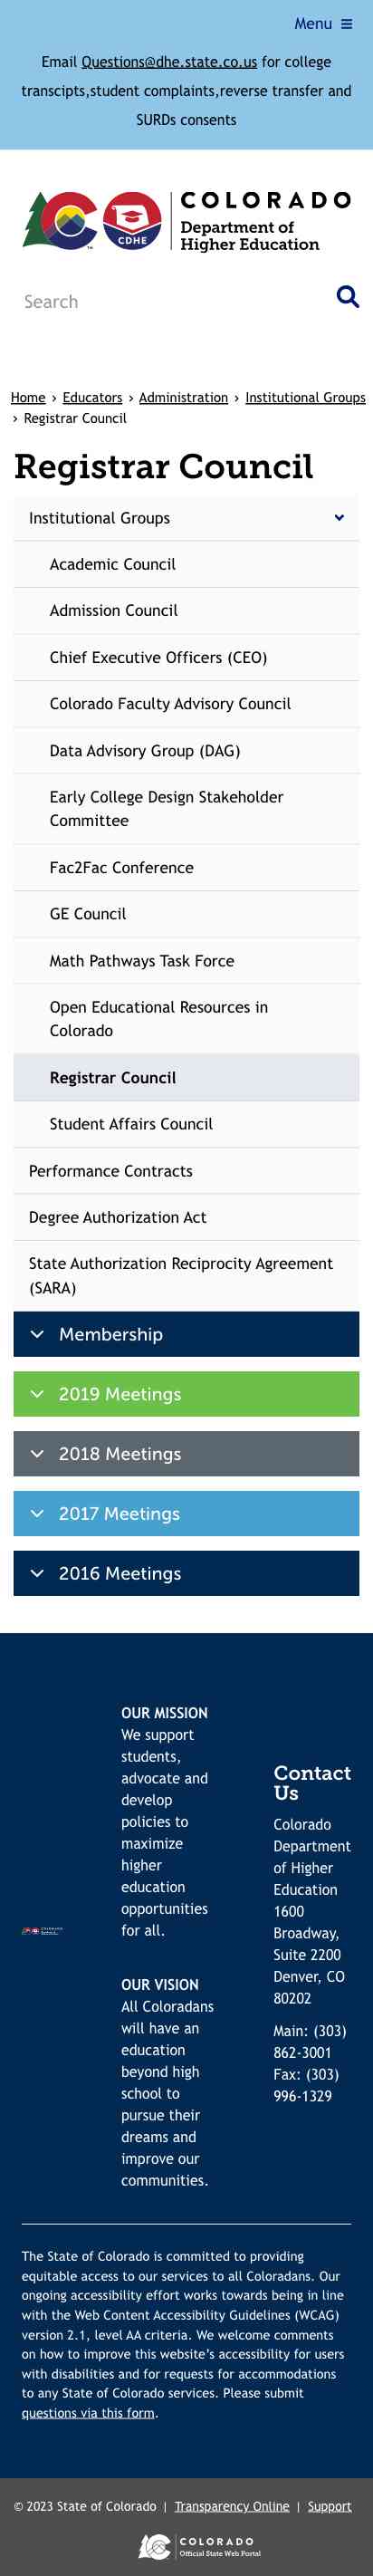 Menu
Email Questions@dhe.state.co.us for college
transcipts,student complaints,reverse transfer and
SURDs consents
COLORADO
Department of
Higher Education
CDHE
TM
Search
Home › Educators › Administration › Institutional Groups
› Registrar Council
Registrar Council
Institutional Groups
Academic Council
Admission Council
Chief Executive Officers (CEO)
Colorado Faculty Advisory Council
Data Advisory Group (DAG)
Early College Design Stakeholder
Committee
Fac2Fac Conference
GE Council
Math Pathways Task Force
Open Educational Resources in
Colorado
Registrar Council
Student Affairs Council
Performance Contracts
Degree Authorization Act
State Authorization Reciprocity Agreement
(SARA)
Membership
2019 Meetings
2018 Meetings
2017 Meetings
2016 Meetings
OUR MISSION
We support
students,
advocate and
develop
policies to
maximize
higher
education
opportunities
for all.
OUR VISION
All Coloradans
will have an
education
beyond high
school to
pursue their
dreams and
improve our
communities.
Contact
Us
Colorado
Department
of Higher
Education
1600
Broadway,
Suite 2200
Denver, CO
80202
Main: (303)
862-3001
Fax: (303)
996-1329
The State of Colorado is committed to providing
equitable access to our services to all Coloradans. Our
ongoing accessibility effort works towards being in line
with the Web Content Accessibility Guidelines (WCAG)
version 2.1, level AA criteria. We welcome comments
on how to improve this website's accessibility for users
with disabilities and for requests for accommodations
to any State of Colorado services. Please submit
questions via this form.
© 2023 State of Colorado | Transparency Online | Support
COLORADO
Official State Web Portal